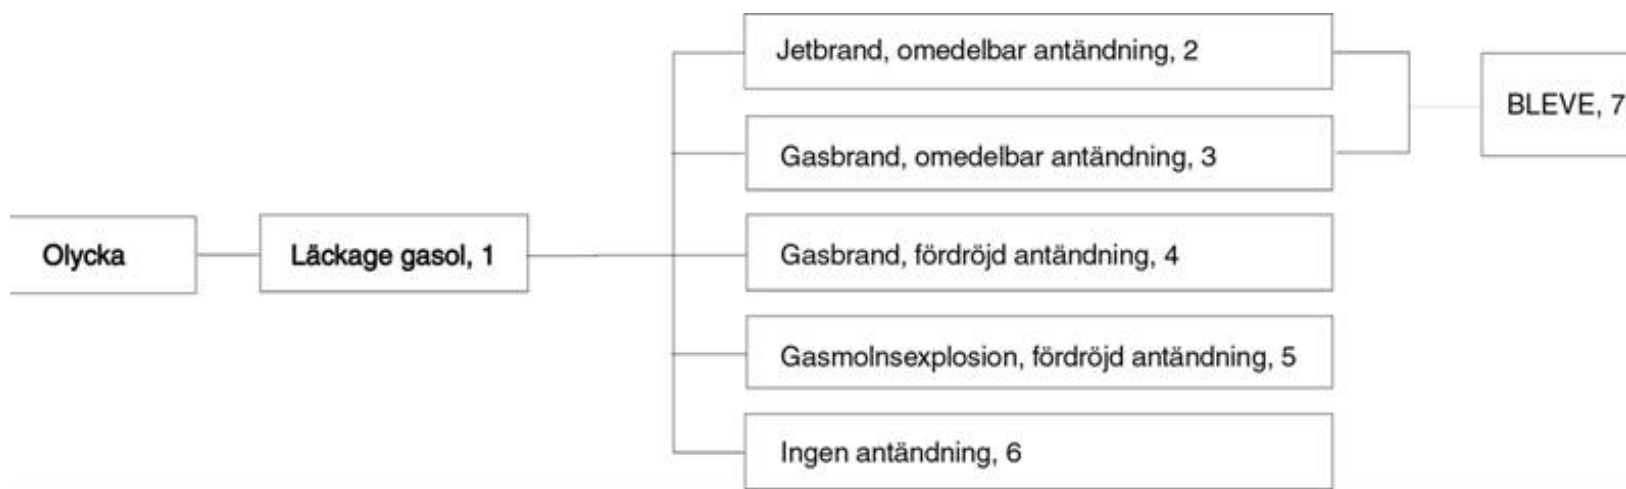 Jetbrand, omedelbar antändning, 2
BLEVE, 7
Gasbrand, omedelbar antändning, 3
Olycka
Läckage gasol, 1
Gasbrand, fördröjd antändning, 4
Gasmolnsexplosion, fördröjd antändning, 5
Ingen antändning, 6